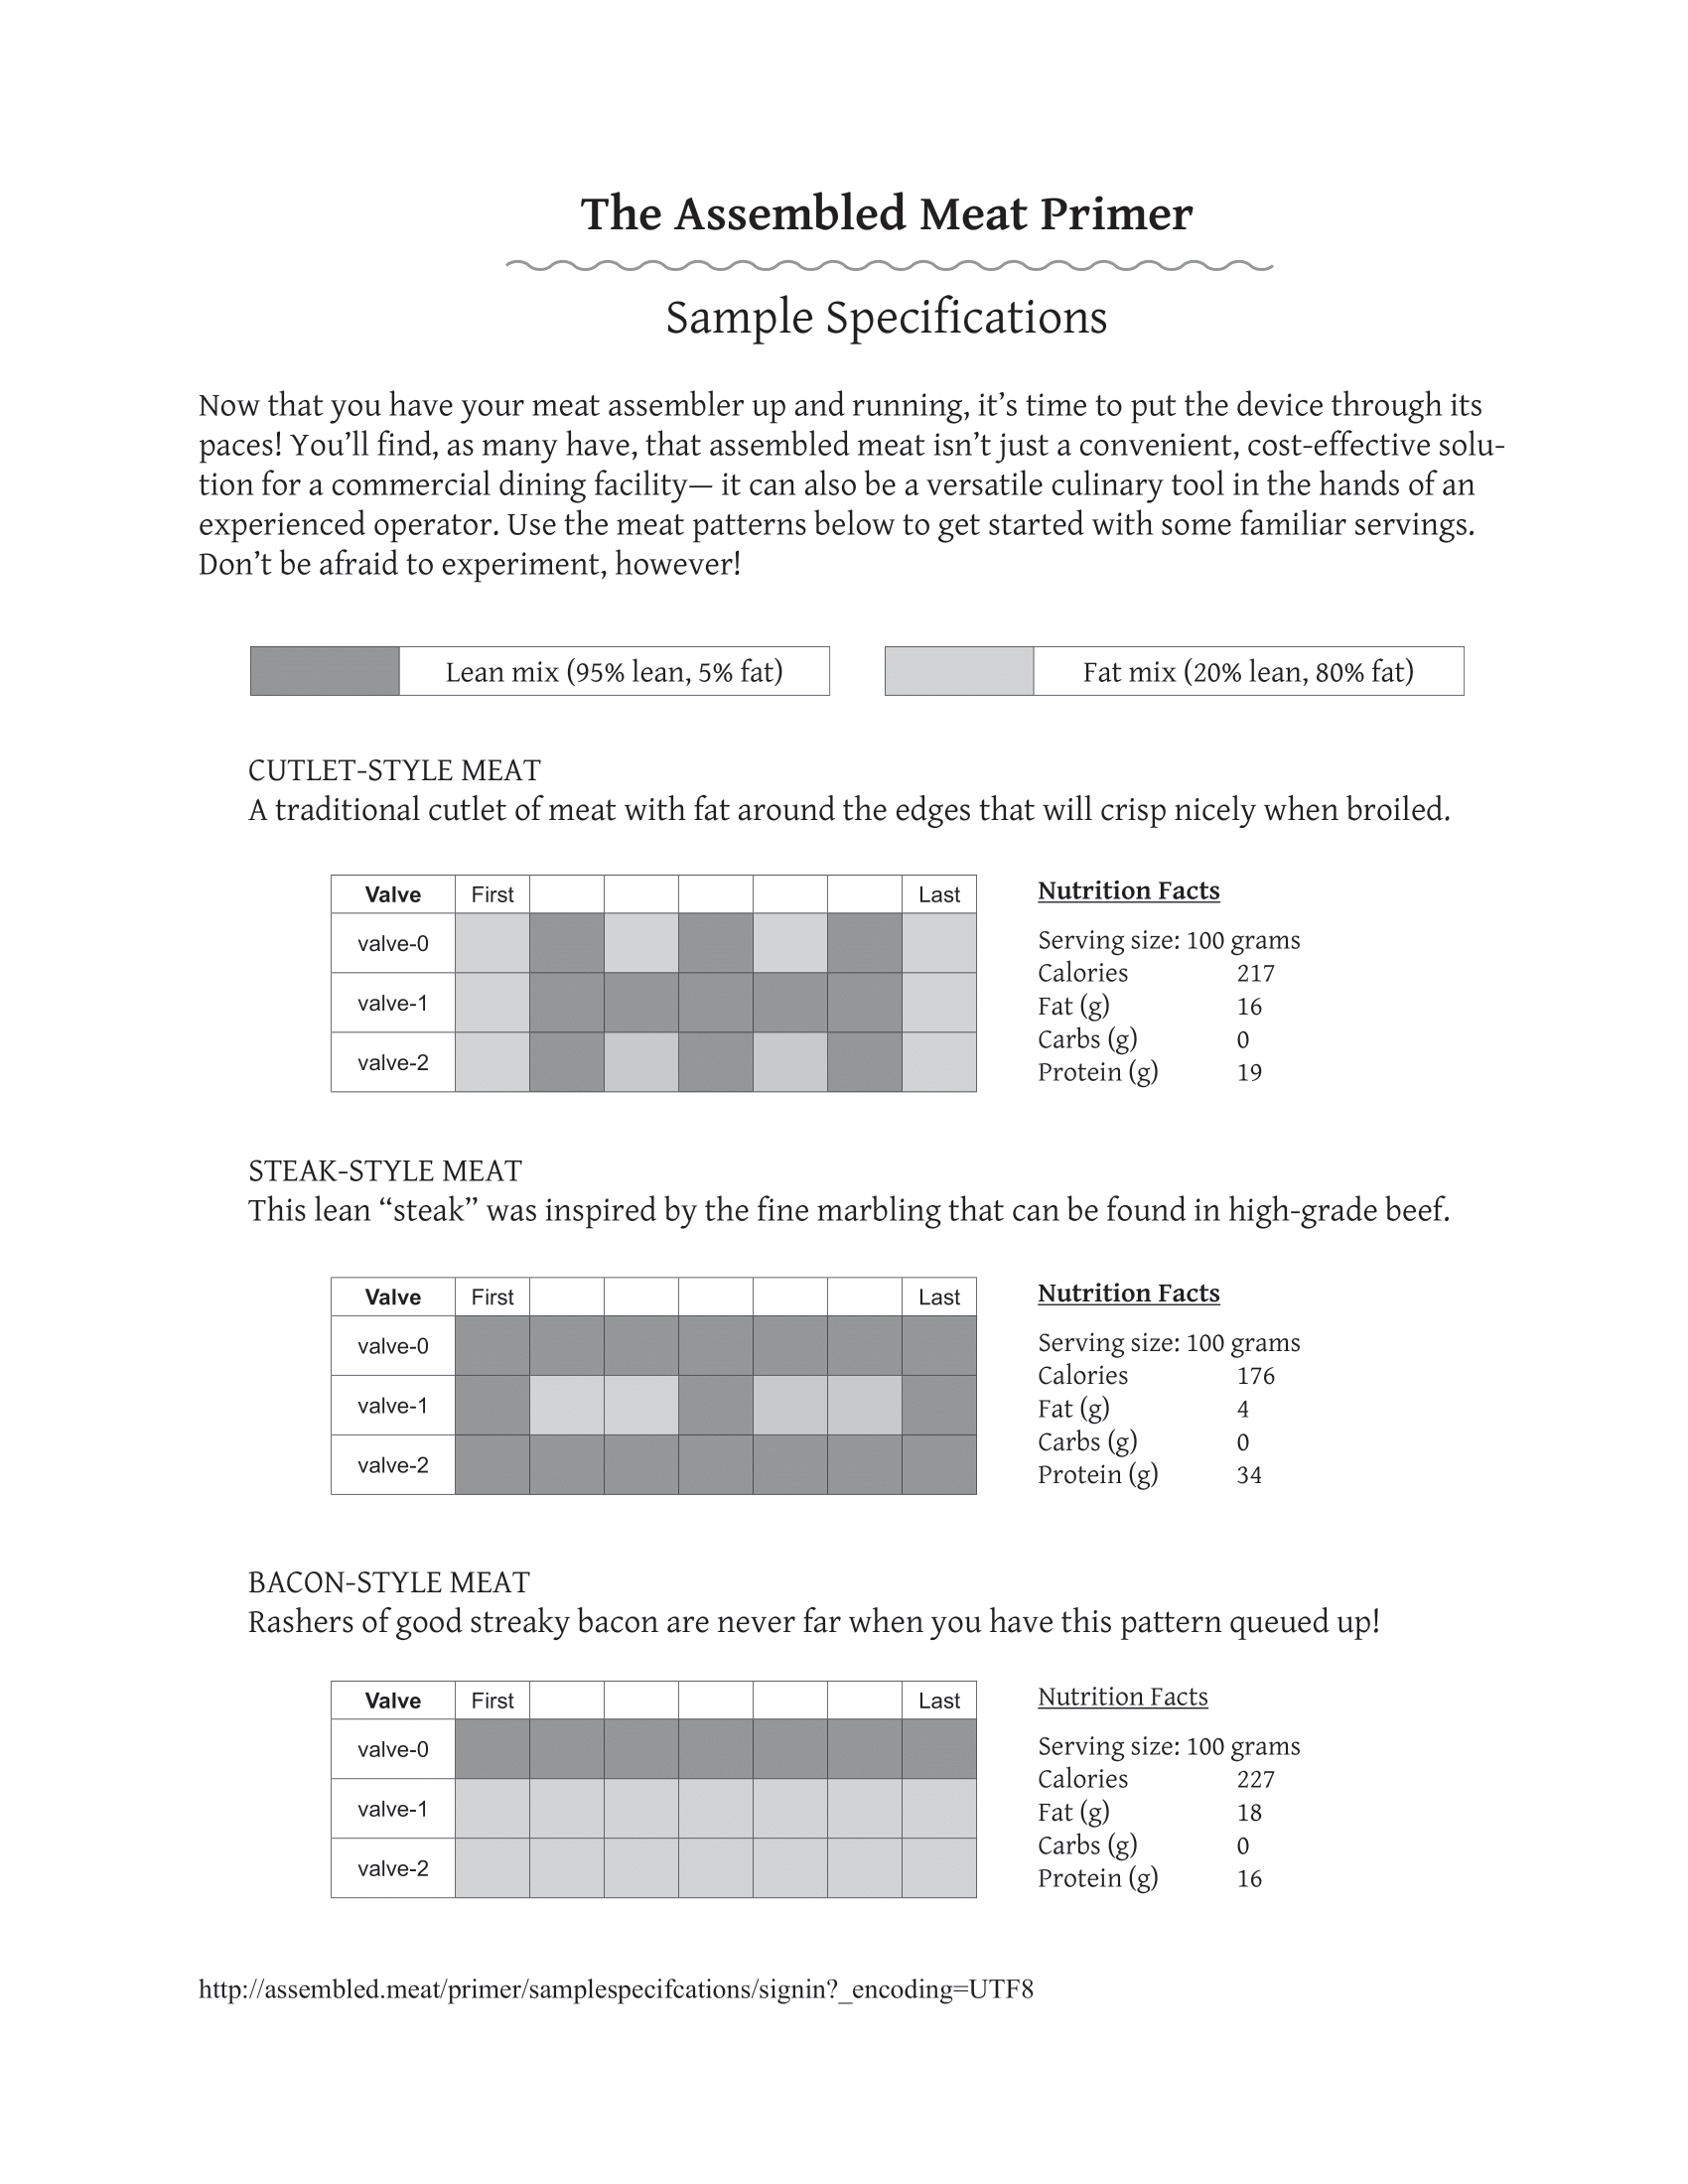 The Assembled Meat Primer
Sample Specifications
Now that you have your meat assembler up and running, it’s time to put the device through its
paces! You’ll find, as many have, that assembled meat isn’t just a convenient, cost-effective solu-
tion for a commercial dining facility— it can also be a versatile culinary tool in the hands of an
experienced operator. Use the meat patterns below to get started with some familiar servings.
Don’t be afraid to experiment, however!
Lean mix (95% lean, 5% fat)
Fat mix (20% lean, 80% fat)
CUTLET-STYLE MEAT
A traditional cutlet of meat with fat around the edges that will crisp nicely when broiled.
Valve First Last
valve-0
valve-1
valve-2
Nutrition Facts
Serving size: 100 grams
Calories 217
Fat (g) 16
Carbs (g) 0
Protein (g) 19
STEAK-STYLE MEAT
This lean “steak” was inspired by the fine marbling that can be found in high-grade beef.
Valve First Last
valve-0
valve-1
valve-2
Nutrition Facts
Serving size: 100 grams
Calories 176
Fat (g) 4
Carbs (g) 0
Protein (g) 34
BACON-STYLE MEAT
Rashers of good streaky bacon are never far when you have this pattern queued up!
Valve First Last
valve-0
valve-1
valve-2
Nutrition Facts
Serving size: 100 grams
Calories 227
Fat (g) 18
Carbs (g) 0
Protein (g) 16
http://assembled.meat/primer/samplespecifcations/signin?_encoding=UTF8